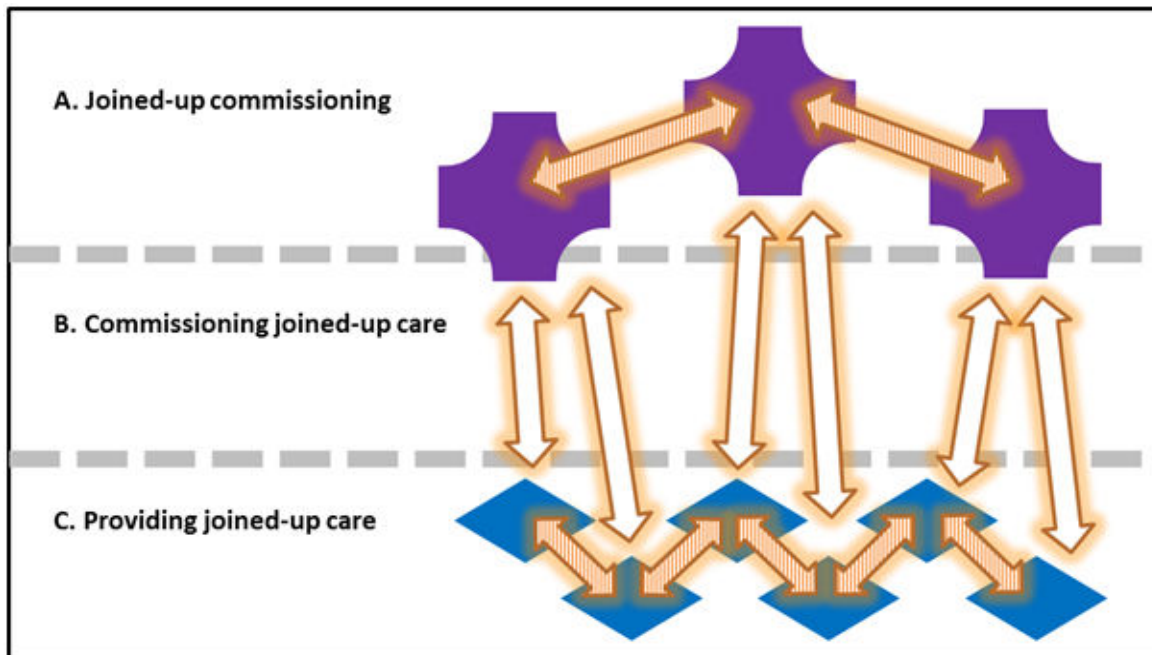 A. Joined-up commissioning
B. Commissioning joined-up care
C. Providing joined-up care